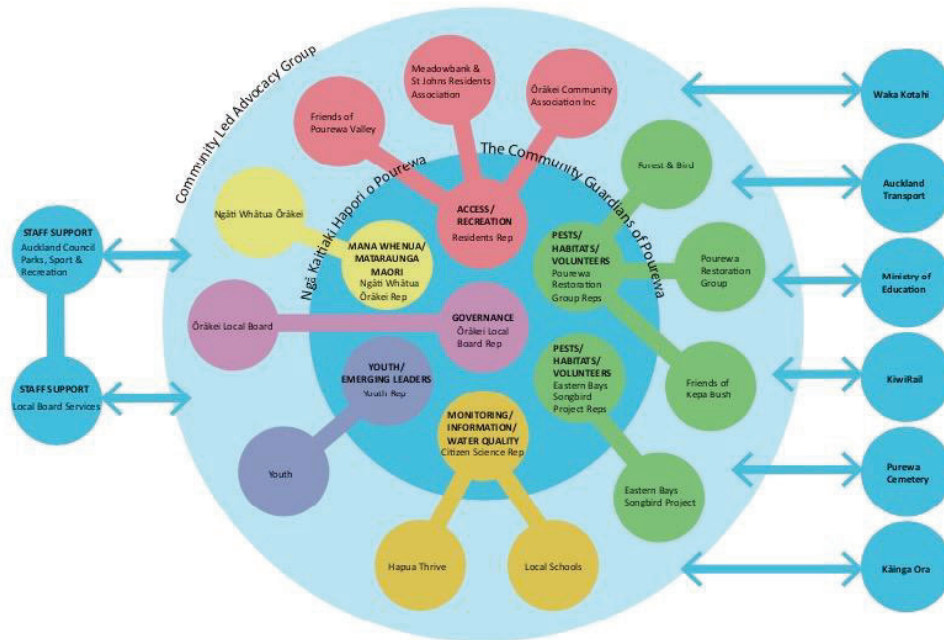 Community Led Advocacy Group
Ngā Kaitiaki Hapori o Pourewa
The Community Guardians of Pourewa
STAFF SUPPORT
Auckland Council
Parks, Sport &
Recreation
STAFF SUPPORT
Local Board Services
Friends of
Pourewa Valley
Meadowbank &
St Johns Residents
Association
Ōrākei Community
Association Inc
ACCESS/
RECREATION
Residents Rep
Ngāti Whātua Ōrākei
MANA WHENUA/
MATARAUNGA
MAORI
Ngāti Whātua
Ōrākei Rep
Ōrākei Local Board
GOVERNANCE
Ōrākei Local
Board Rep
YOUTH/
EMERGING LEADERS
Youth Rep
Youth
MONITORING/
INFORMATION/
WATER QUALITY
Citizen Science Rep
Hapua Thrive
Local Schools
PESTS/
HABITATS/
VOLUNTEERS
Pourewa
Restoration
Group Reps
Forest & Bird
Pourewa
Restoration
Group
Friends of
Kepa Bush
PESTS/
HABITATS/
VOLUNTEERS
Eastern Bays
Songbird
Project Reps
Eastern Bays
Songbird Project
Waka Kotahi
Auckland
Transport
Ministry of
Education
KiwiRail
Purewa
Cemetery
Kāinga Ora